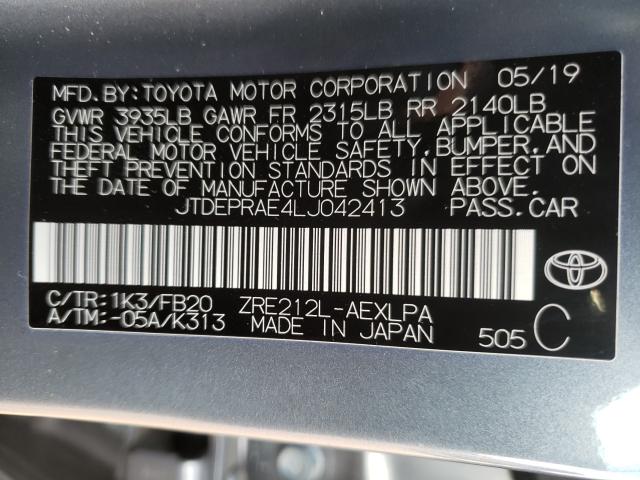 MFD.BY:TOYOTA MOTOR CORPORATION 05/19
GVWR 3935LB GAWR FR 2315LB RR 2140LB
THIS VEHICLE CONFORMS TO ALL APPLICABLE
FEDERAL MOTOR VEHICLE SAFETY,BUMPER,AND
THEFT PREVENTION STANDARDS IN EFFECT ON
THE DATE OF MANUFACTURE SHOWN ABOVE.
JTDEPRAE4LJ042413 PASS.CAR
C/TR:1K3/FB20 ZRE212L-AEXLPA
A/TM:-05A/K313 MADE IN JAPAN 505 C